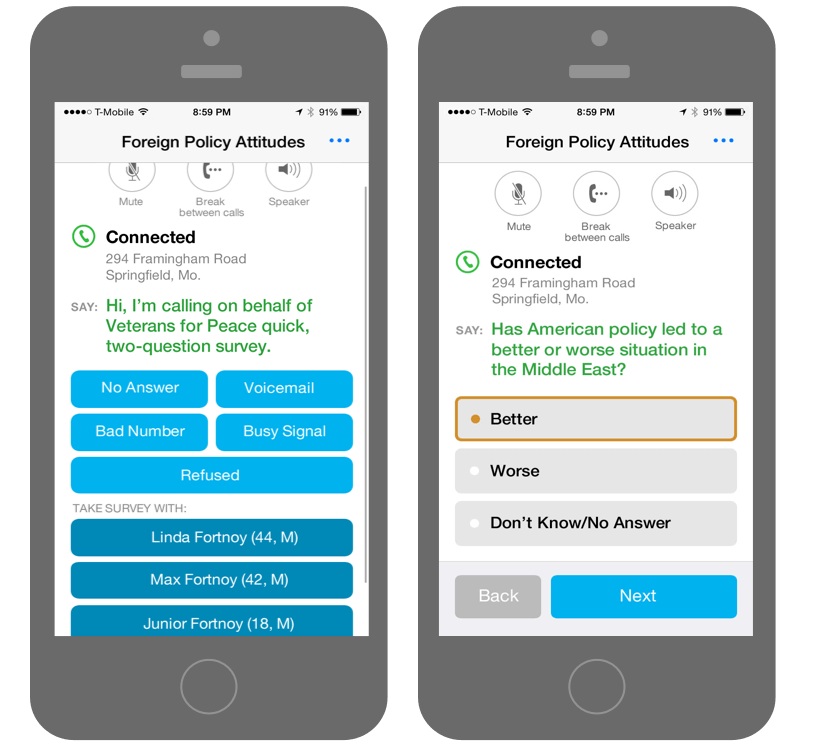 T-Mobile 8:59 PM 91%
Foreign Policy Attitudes
Mute
Break
between calls
Speaker
Connected
294 Framingham Road
Springfield, Mo.
SAY: Hi, I'm calling on behalf of
Veterans for Peace quick,
two-question survey.
No Answer
Voicemail
Bad Number
Busy Signal
Refused
TAKE SURVEY WITH:
Linda Fortnoy (44, M)
Max Fortnoy (42, M)
Junior Fortnoy (18, M)
T-Mobile 8:59 PM 91%
Foreign Policy Attitudes
Mute
Break
between calls
Speaker
Connected
294 Framingham Road
Springfield, Mo.
SAY: Has American policy led to a
better or worse situation in
the Middle East?
Better
Worse
Don't Know/No Answer
Back
Next